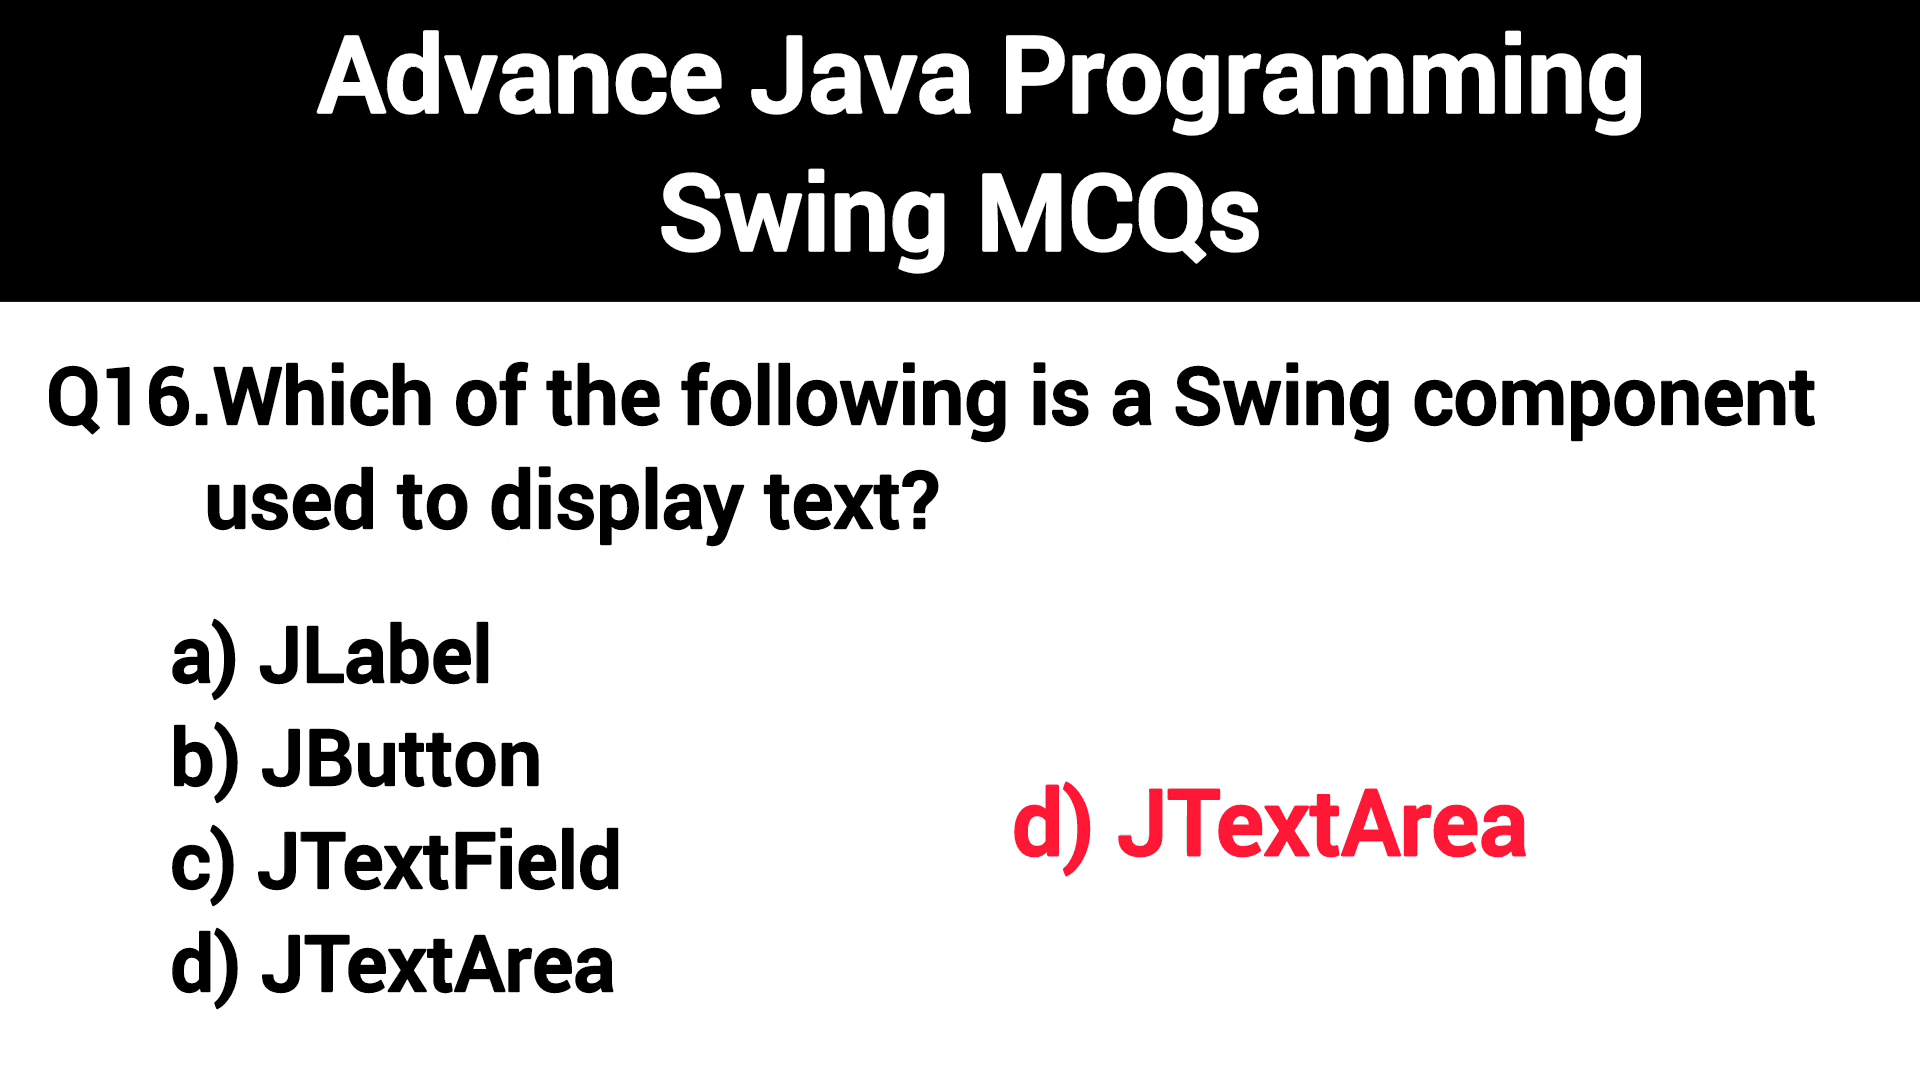 Advance Java Programming
Swing MCQs
Q16.Which of the following is a Swing component
used to display text?
a) JLabel
b) JButton
c) JTextField
d) JTextArea
d) JTextArea